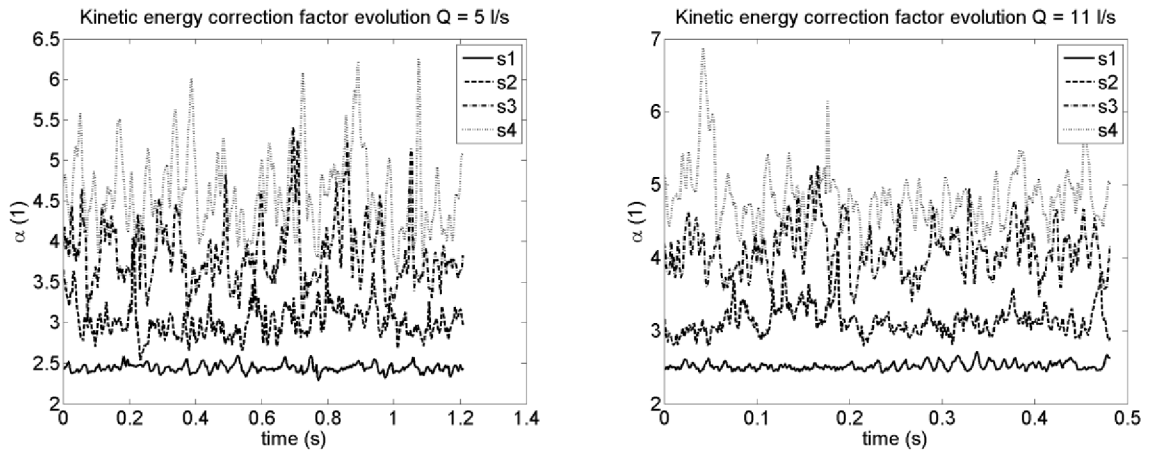 Kinetic energy correction factor evolution Q = 5 l/s
6.5
6
5.5
5
4.5
4
3.5
3
2.5
2
α (1)
s1
s2
s3
s4
0 0.2 0.4 0.6 0.8 1 1.2 1.4
time (s)
Kinetic energy correction factor evolution Q = 11 l/s
7
6
5
4
3
2
α (1)
s1
s2
s3
s4
0 0.1 0.2 0.3 0.4 0.5
time (s)